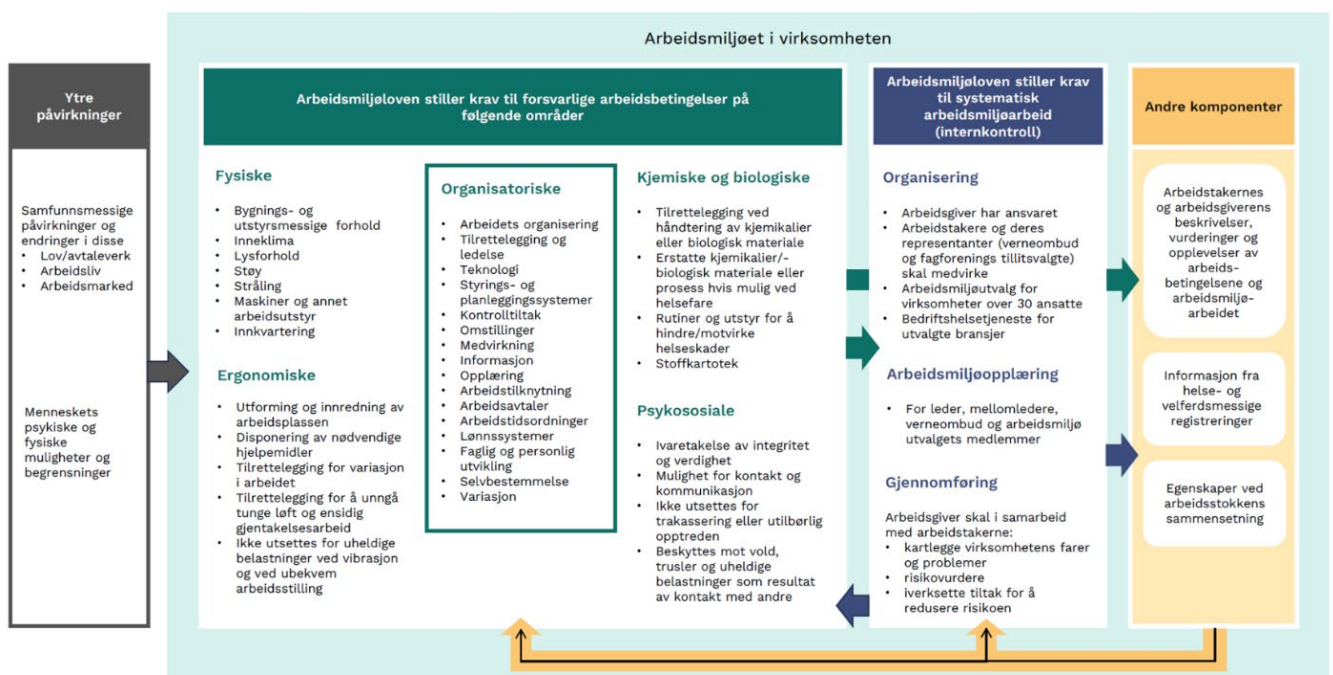 Arbeidsmiljøet i virksomheten
Ytre
påvirkninger
Samfunnsmessige
påvirkninger og
endringer i disse
• Lov/avtaleverk
• Arbeidsliv
• Arbeidsmarked
Menneskets
psykiske og
fysiske
muligheter og
begrensninger
Arbeidsmiljøloven stiller krav til forsvarlige arbeidsbetingelser på
følgende områder
Fysiske
• Bygnings- og
utstyrsmessige forhold
• Inneklima
• Lysforhold
• Støy
• Stråling
• Maskiner og annet
arbeidsutstyr
• Innkvartering
Ergonomiske
• Utforming og innredning av
arbeidsplassen
• Disponering av nødvendige
hjelpemidler
• Tilrettelegging for variasjon
i arbeidet
• Tilrettelegging for å unngå
tunge løft og ensidig
gjentakelsesarbeid
• Ikke utsettes for uheldige
belastninger ved vibrasjon
og ved ubekvem
arbeidsstilling
Organisatoriske
• Arbeidets organisering
• Tilrettelegging og
ledelse
• Teknologi
• Styrings- og
planleggingssystemer
• Kontrolltiltak
• Omstillinger
• Medvirkning
• Informasjon
• Opplæring
• Arbeidstilknytning
• Arbeidsavtaler
• Arbeidstidsordninger
• Lønnssystemer
• Faglig og personlig
utvikling
• Selvbestemmelse
• Variasjon
Kjemiske og biologiske
• Tilrettelegging ved
håndtering av kjemikalier
eller biologisk materiale
• Erstatte kjemikalier/-
biologisk materiale eller
prosess hvis mulig ved
helsefare
• Rutiner og utstyr for å
hindre/motvirke
helseskader
• Stoffkartotek
Psykososiale
• Ivaretakelse av integritet
og verdighet
• Mulighet for kontakt og
kommunikasjon
• Ikke utsettes for
trakassering eller utilbørlig
opptreden
• Beskyttes mot vold,
trusler og uheldige
belastninger som resultat
av kontakt med andre
Arbeidsmiljøloven stiller krav
til systematisk
arbeidsmiljøarbeid
(internkontroll)
Organisering
• Arbeidsgiver har ansvaret
• Arbeidstakere og deres
representanter (verneombud
og fagforenings tillitsvalgte)
skal medvirke
• Arbeidsmiljøutvalg for
virksomheter over 30 ansatte
• Bedriftshelsetjeneste for
utvalgte bransjer
Arbeidsmiljøopplæring
• For leder, mellomledere,
verneombud og arbeidsmiljø
utvalgets medlemmer
Gjennomføring
Arbeidsgiver skal i samarbeid
med arbeidstakerne:
• kartlegge virksomhetens farer
og problemer
• risikovurdere
• iverksette tiltak for å
redusere risikoen
Andre komponenter
Arbeidstakernes
og arbeidsgiverens
beskrivelser,
vurderinger og
opplevelser av
arbeids-
betingelsene og
arbeidsmiljø-
arbeidet
Informasjon fra
helse- og
velferdsmessige
registreringer
Egenskaper ved
arbeidsstokkens
sammensetning